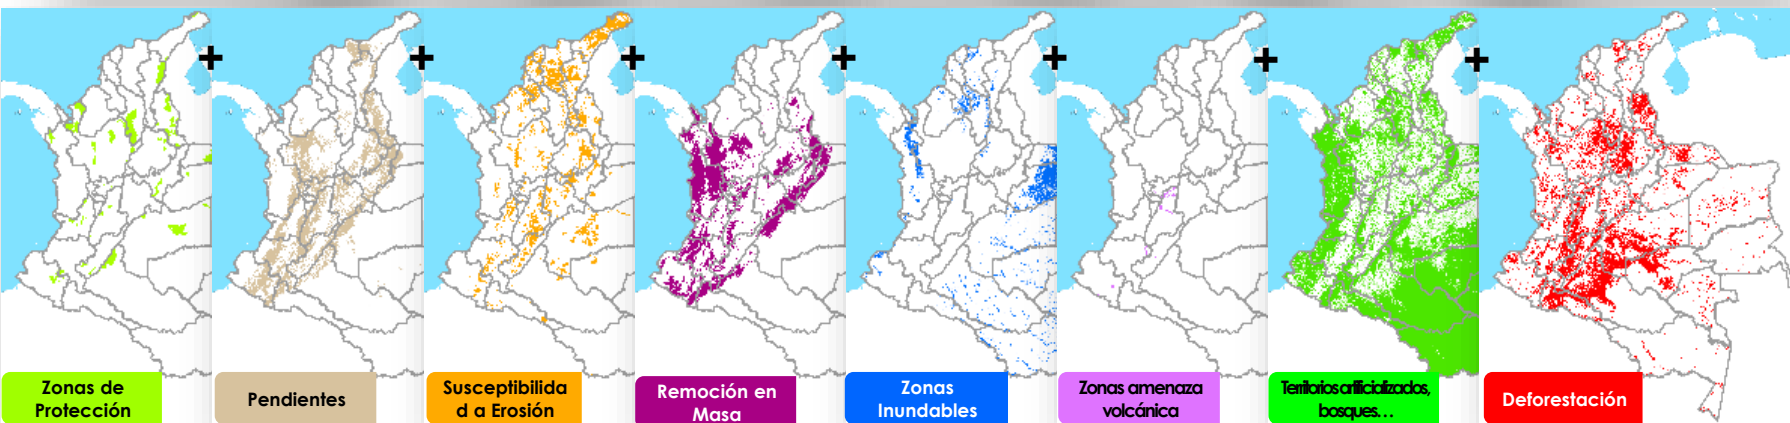 + + + + + + +
Zonas de
Protección
Pendientes
Susceptibilida
d a Erosión
Remoción en
Masa
Zonas
Inundables
Zonas amenaza
volcánica
Territorios artificializados,
bosques...
Deforestación